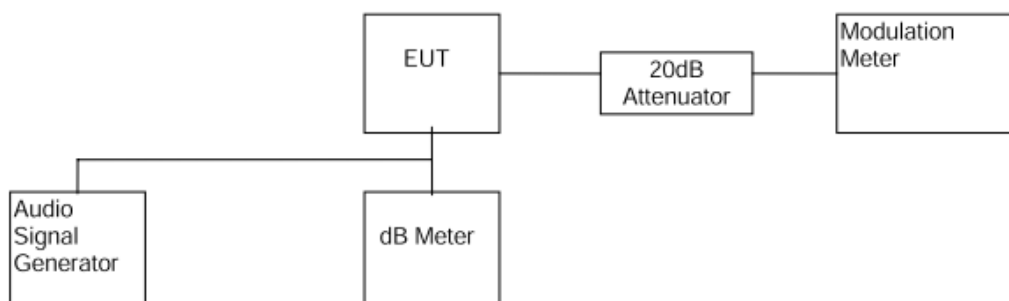 EUT
20dB
Attenuator
Modulation
Meter
Audio
Signal
Generator
dB Meter